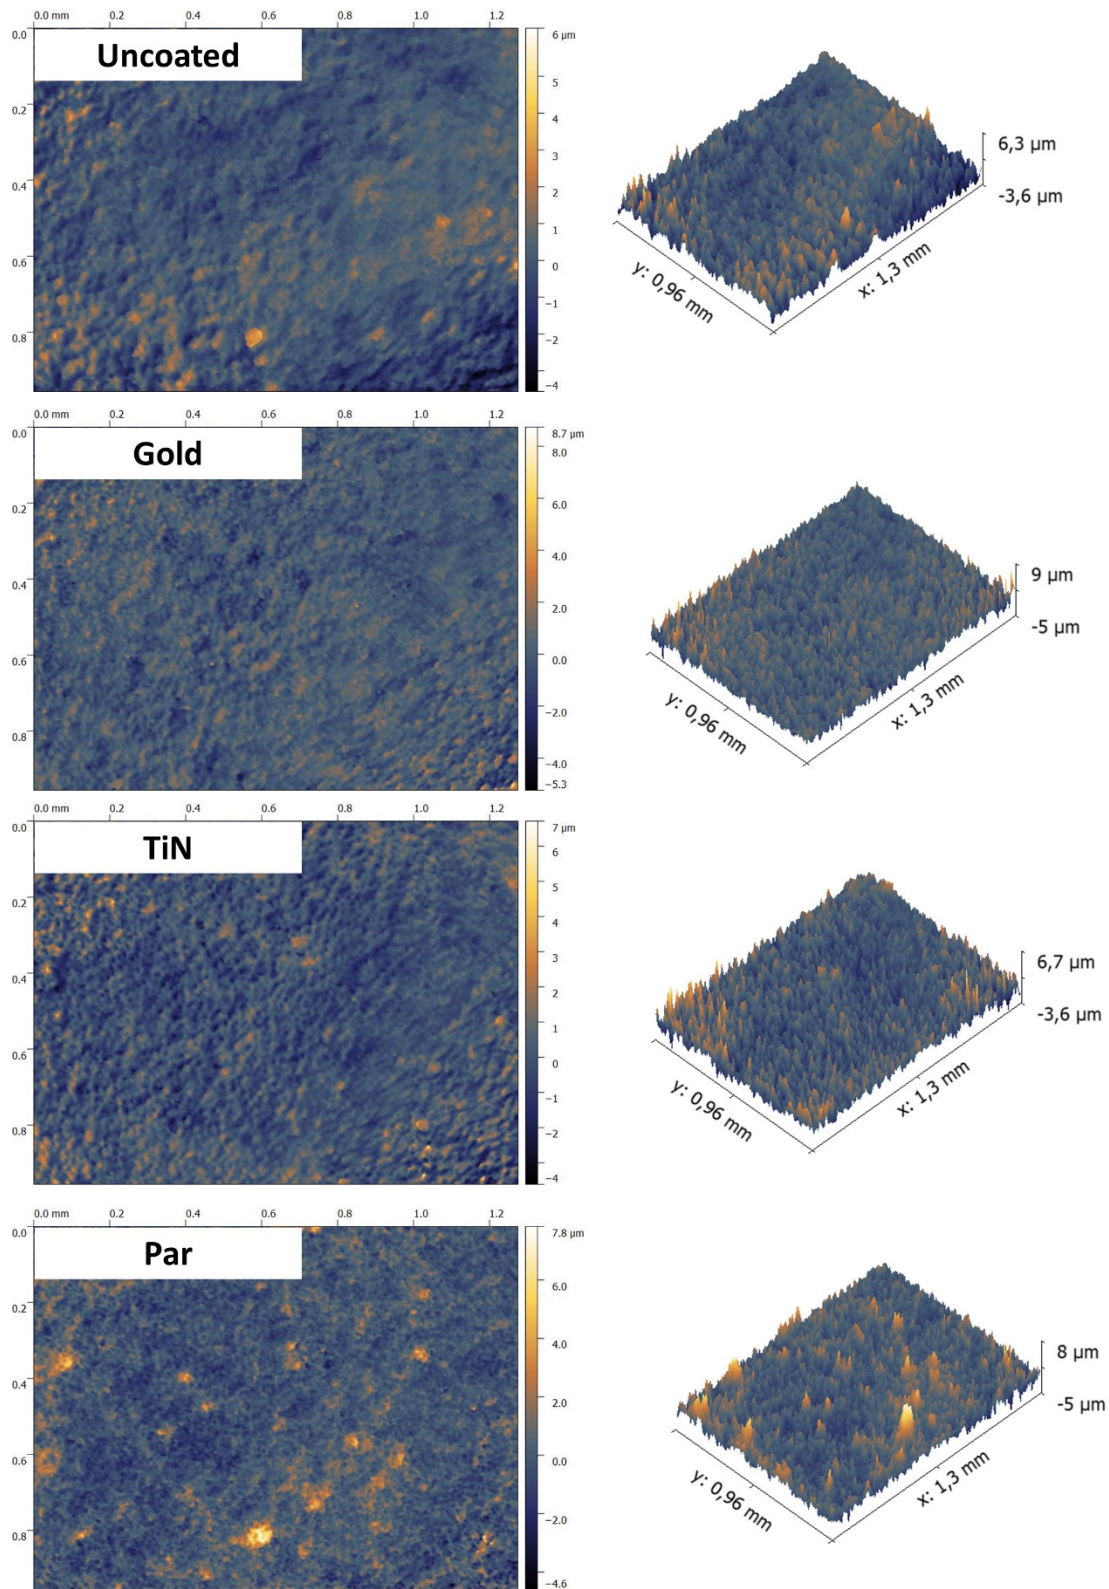 0.0 mm 0.2 0.4 0.6 0.8 1.0 1.2
0.0
0.2
0.4
0.6
0.8
Uncoated
6 µm
5
4
3
2
1
0
−1
−2
−4
6,3 µm
-3,6 µm
y: 0,96 mm
x: 1,3 mm
0.0 mm 0.2 0.4 0.6 0.8 1.0 1.2
0.0
0.2
0.4
0.6
0.8
Gold
8.7 µm
8.0
6.0
4.0
2.0
0.0
−2.0
−4.0
−5.3
9 µm
-5 µm
y: 0,96 mm
x: 1,3 mm
0.0 mm 0.2 0.4 0.6 0.8 1.0 1.2
0.0
0.2
0.4
0.6
0.8
TiN
7 µm
6
5
4
3
2
1
0
−1
−2
−4
6,7 µm
-3,6 µm
y: 0,96 mm
x: 1,3 mm
0.0 mm 0.2 0.4 0.6 0.8 1.0 1.2
0.0
0.2
0.4
0.6
0.8
Par
7.8 µm
6.0
4.0
2.0
0.0
−2.0
−4.6
8 µm
-5 µm
y: 0,96 mm
x: 1,3 mm